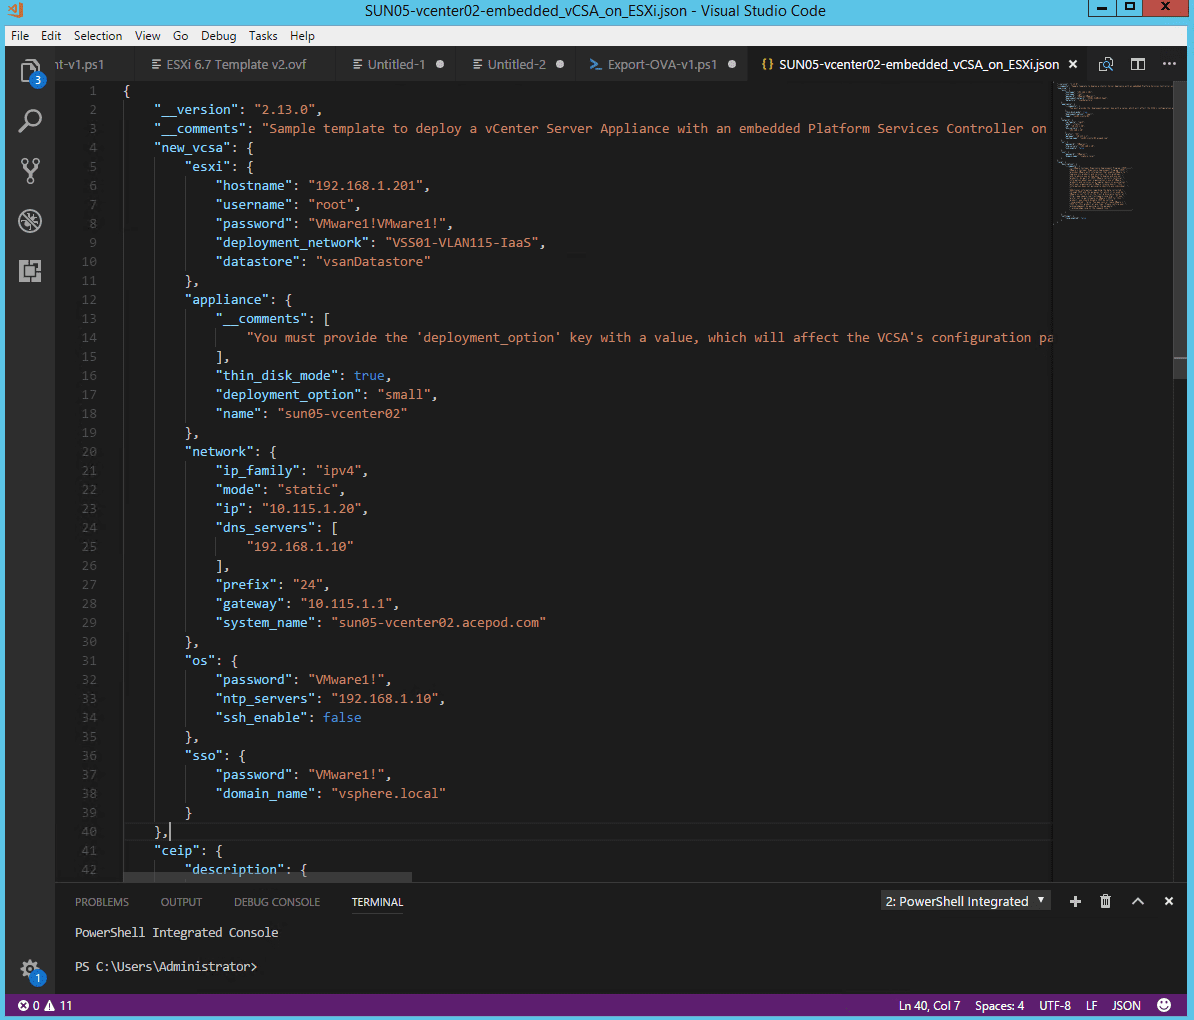 SUN05-vcenter02-embedded_vCSA_on_ESXi.json - Visual Studio Code
File Edit Selection View Go Debug Tasks Help
nt-v1.ps1 ESXi 6.7 Template v2.ovf Untitled-1 Untitled-2 Export-OVA-v1.ps1 {} SUN05-vcenter02-embedded_vCSA_on_ESXi.json
1 {
2 "__version": "2.13.0",
3 "__comments": "Sample template to deploy a vCenter Server Appliance with an embedded Platform Services Controller on
4 "new_vcsa": {
5 "esxi": {
6 "hostname": "192.168.1.201",
7 "username": "root",
8 "password": "VMware1!VMware1!",
9 "deployment_network": "VSS01-VLAN115-IaaS",
10 "datastore": "vsanDatastore"
11 },
12 "appliance": {
13 "__comments": [
14 "You must provide the 'deployment_option' key with a value, which will affect the VCSA's configuration pa
15 ],
16 "thin_disk_mode": true,
17 "deployment_option": "small",
18 "name": "sun05-vcenter02"
19 },
20 "network": {
21 "ip_family": "ipv4",
22 "mode": "static",
23 "ip": "10.115.1.20",
24 "dns_servers": [
25 "192.168.1.10"
26 ],
27 "prefix": "24",
28 "gateway": "10.115.1.1",
29 "system_name": "sun05-vcenter02.acepod.com"
30 },
31 "os": {
32 "password": "VMware1!",
33 "ntp_servers": "192.168.1.10",
34 "ssh_enable": false
35 },
36 "sso": {
37 "password": "VMware1!",
38 "domain_name": "vsphere.local"
39 }
40 },
41 "ceip": {
42 "description": {
3
1
PROBLEMS OUTPUT DEBUG CONSOLE TERMINAL 2: PowerShell Integrated
PowerShell Integrated Console
PS C:\Users\Administrator>
0 11 Ln 40, Col 7 Spaces: 4 UTF-8 LF JSON